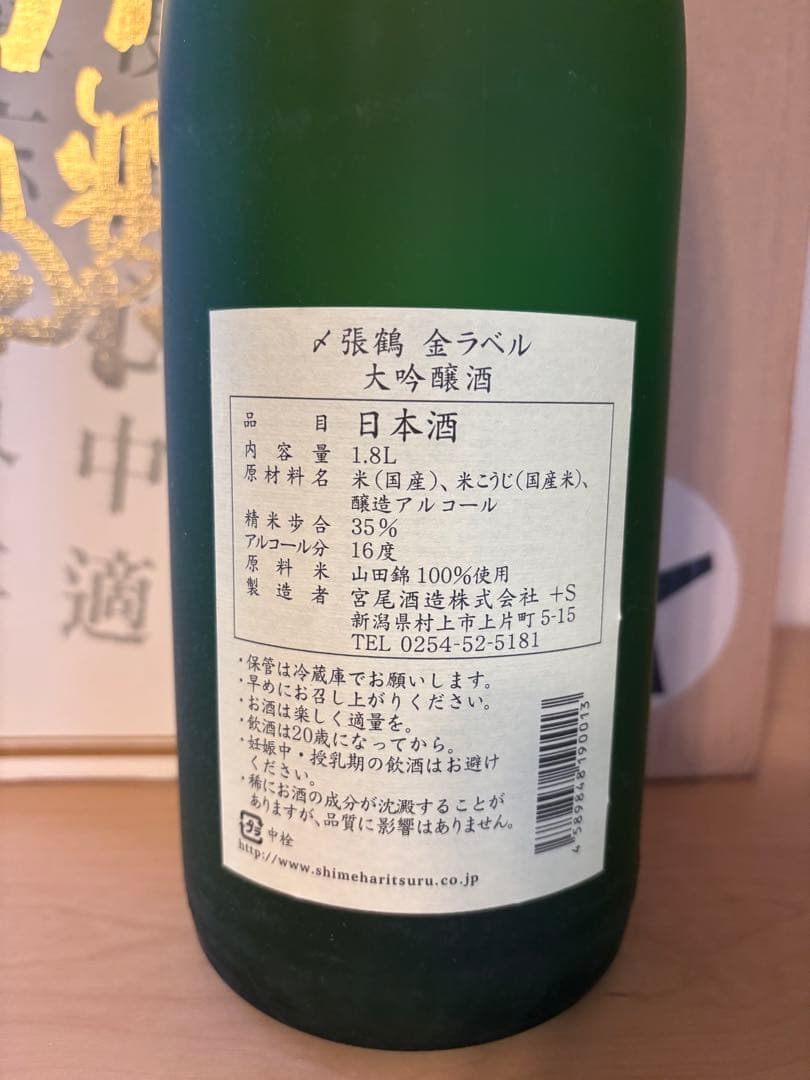 〆張鶴 金ラベル
大吟醸酒
品目 日本酒
内容量 1.8L
原材料名 米(国産)、米こうじ(国産米)、
醸造アルコール
精米歩合 35%
アルコール分 16度
原料米 山田錦100%使用
製造者 宮尾酒造株式会社 +S
新潟県村上市上片町5-15
TEL 0254-52-5181
・保管は冷蔵庫でお願いします。
・早めにお召し上がりください。
・お酒は楽しく適量を。
・飲酒は20歳になってから。
・妊娠中・授乳期の飲酒はお避け
ください。
・稀にお酒の成分が沈澱することが
ありますが、品質に影響はありません。
プラ 中栓
http://www.shimeharitsuru.co.jp
4589848190013
中適